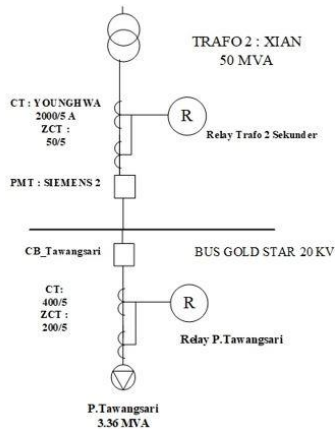 TRAFO 2 : XIAN
50 MVA
CT : YOUNGHWA
2000/5 A
ZCT :
50/5
R
Relay Trafo 2 Sekunder
PMT : SIEMENS 2
CB_Tawangsari
BUS GOLD STAR 20 KV
CT:
400/5
ZCT :
200/5
R
Relay P.Tawangsari
P.Tawangsari
3.36 MVA